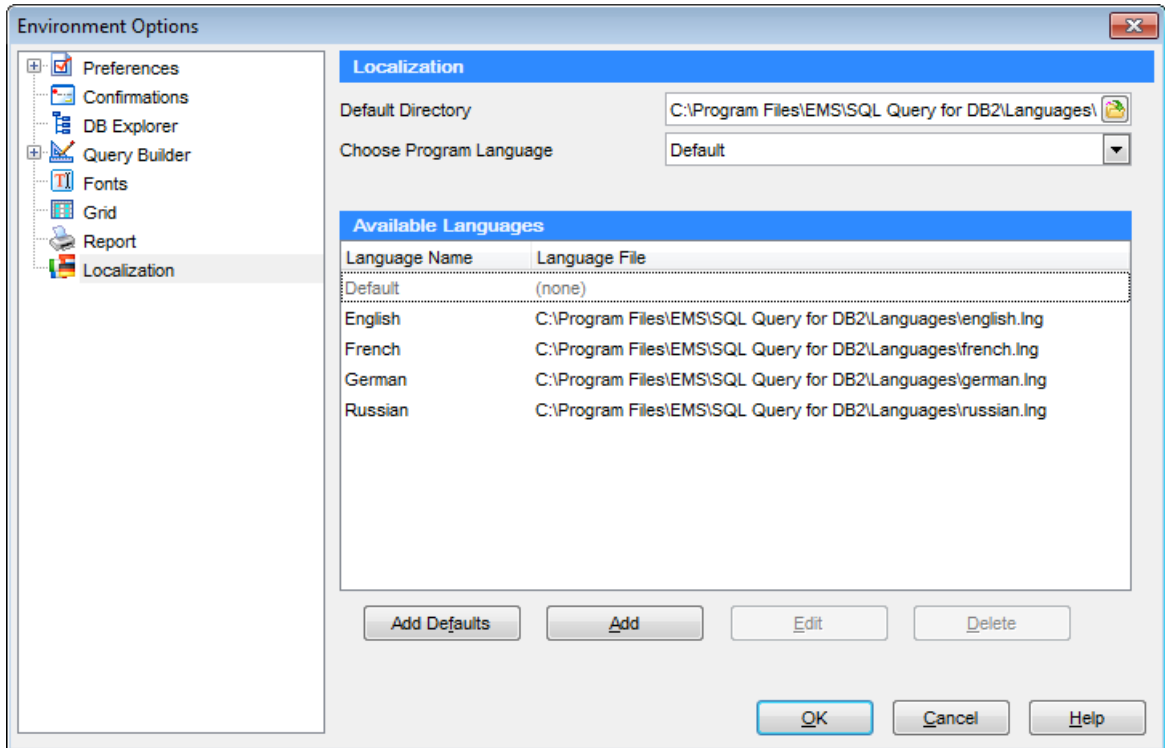 Environment Options
Preferences
Confirmations
DB Explorer
Query Builder
Fonts
Grid
Report
Localization
Localization
Default Directory C:\Program Files\EMS\SQL Query for DB2\Languages\
Choose Program Language Default
Available Languages
Language Name Language File
Default (none)
English C:\Program Files\EMS\SQL Query for DB2\Languages\english.lng
French C:\Program Files\EMS\SQL Query for DB2\Languages\french.lng
German C:\Program Files\EMS\SQL Query for DB2\Languages\german.lng
Russian C:\Program Files\EMS\SQL Query for DB2\Languages\russian.lng
Add Defaults Add Edit Delete
OK Cancel Help